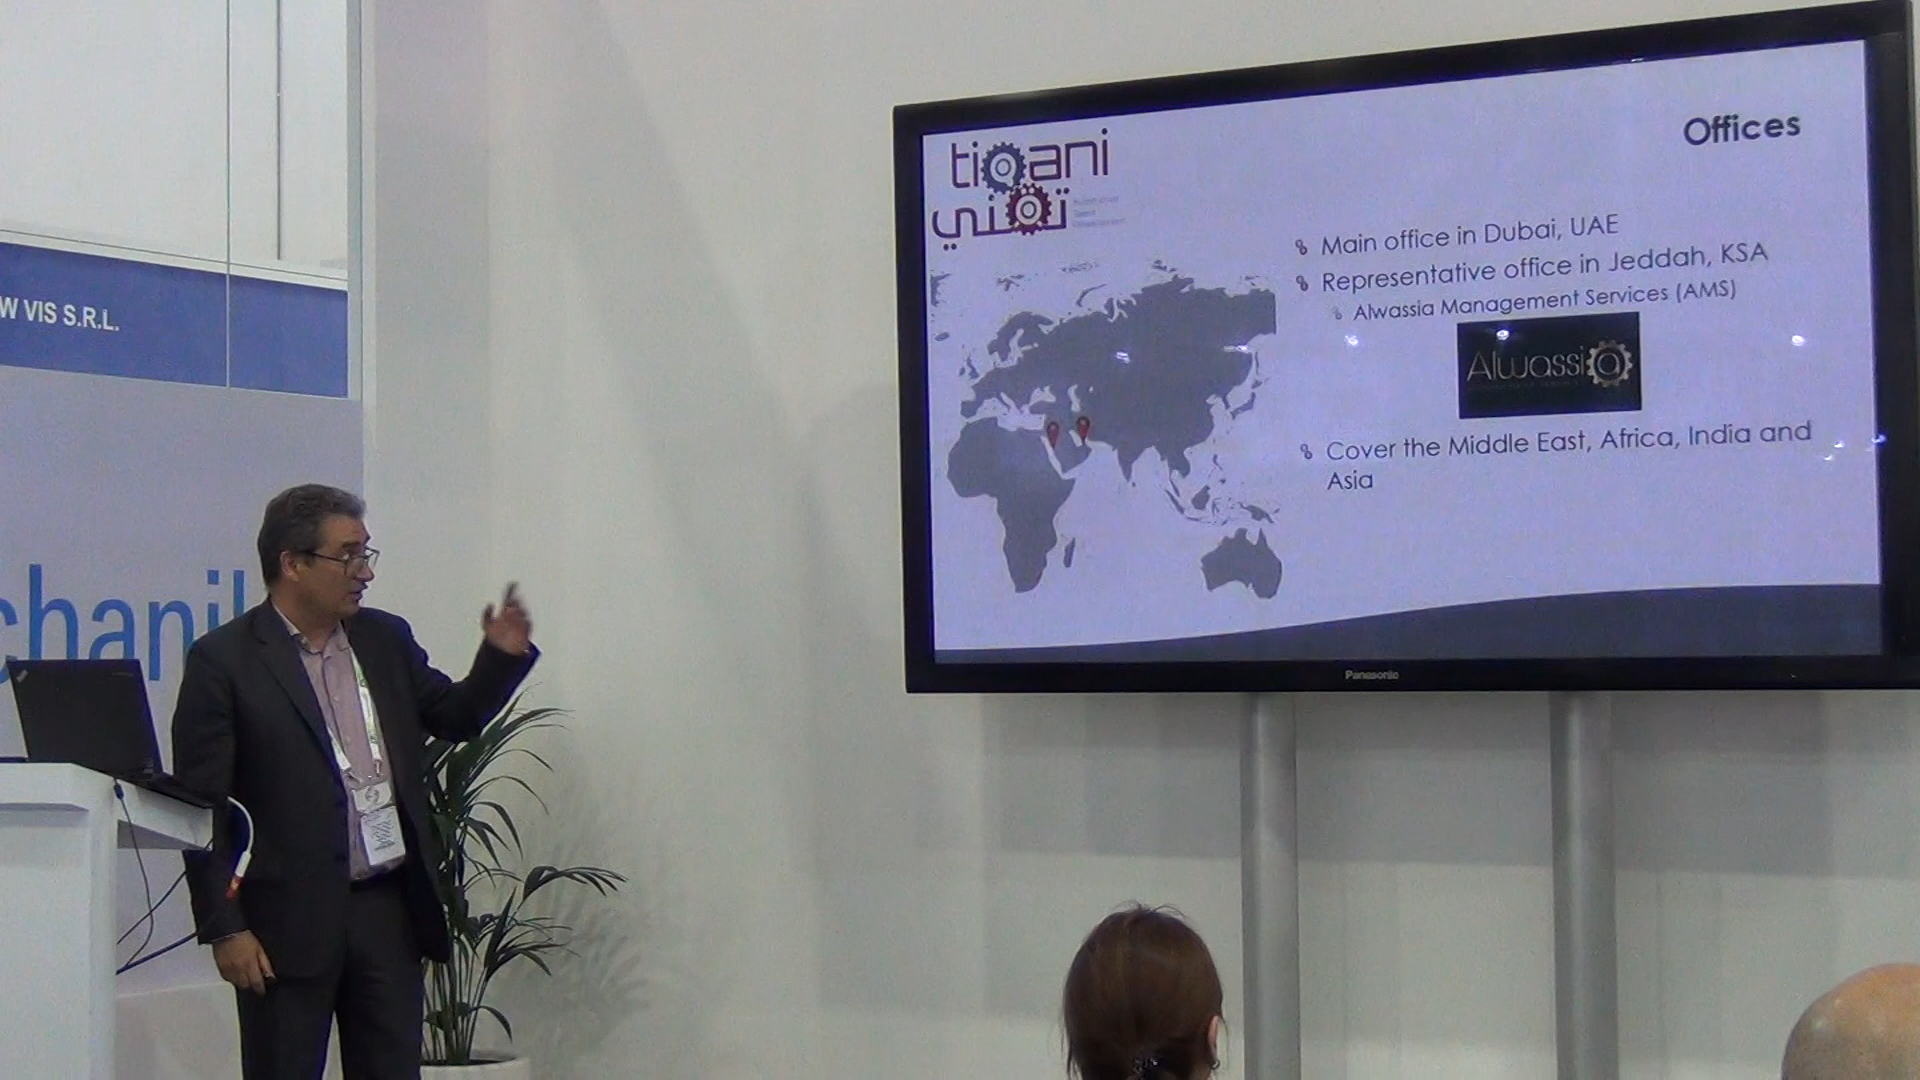 W VIS S.R.L.
chanik
tiqani
تقني
Offices
Main office in Dubai, UAE
Representative office in Jeddah, KSA
Alwassia Management Services (AMS)
Alwassia
Cover the Middle East, Africa, India and
Asia
Panasonic